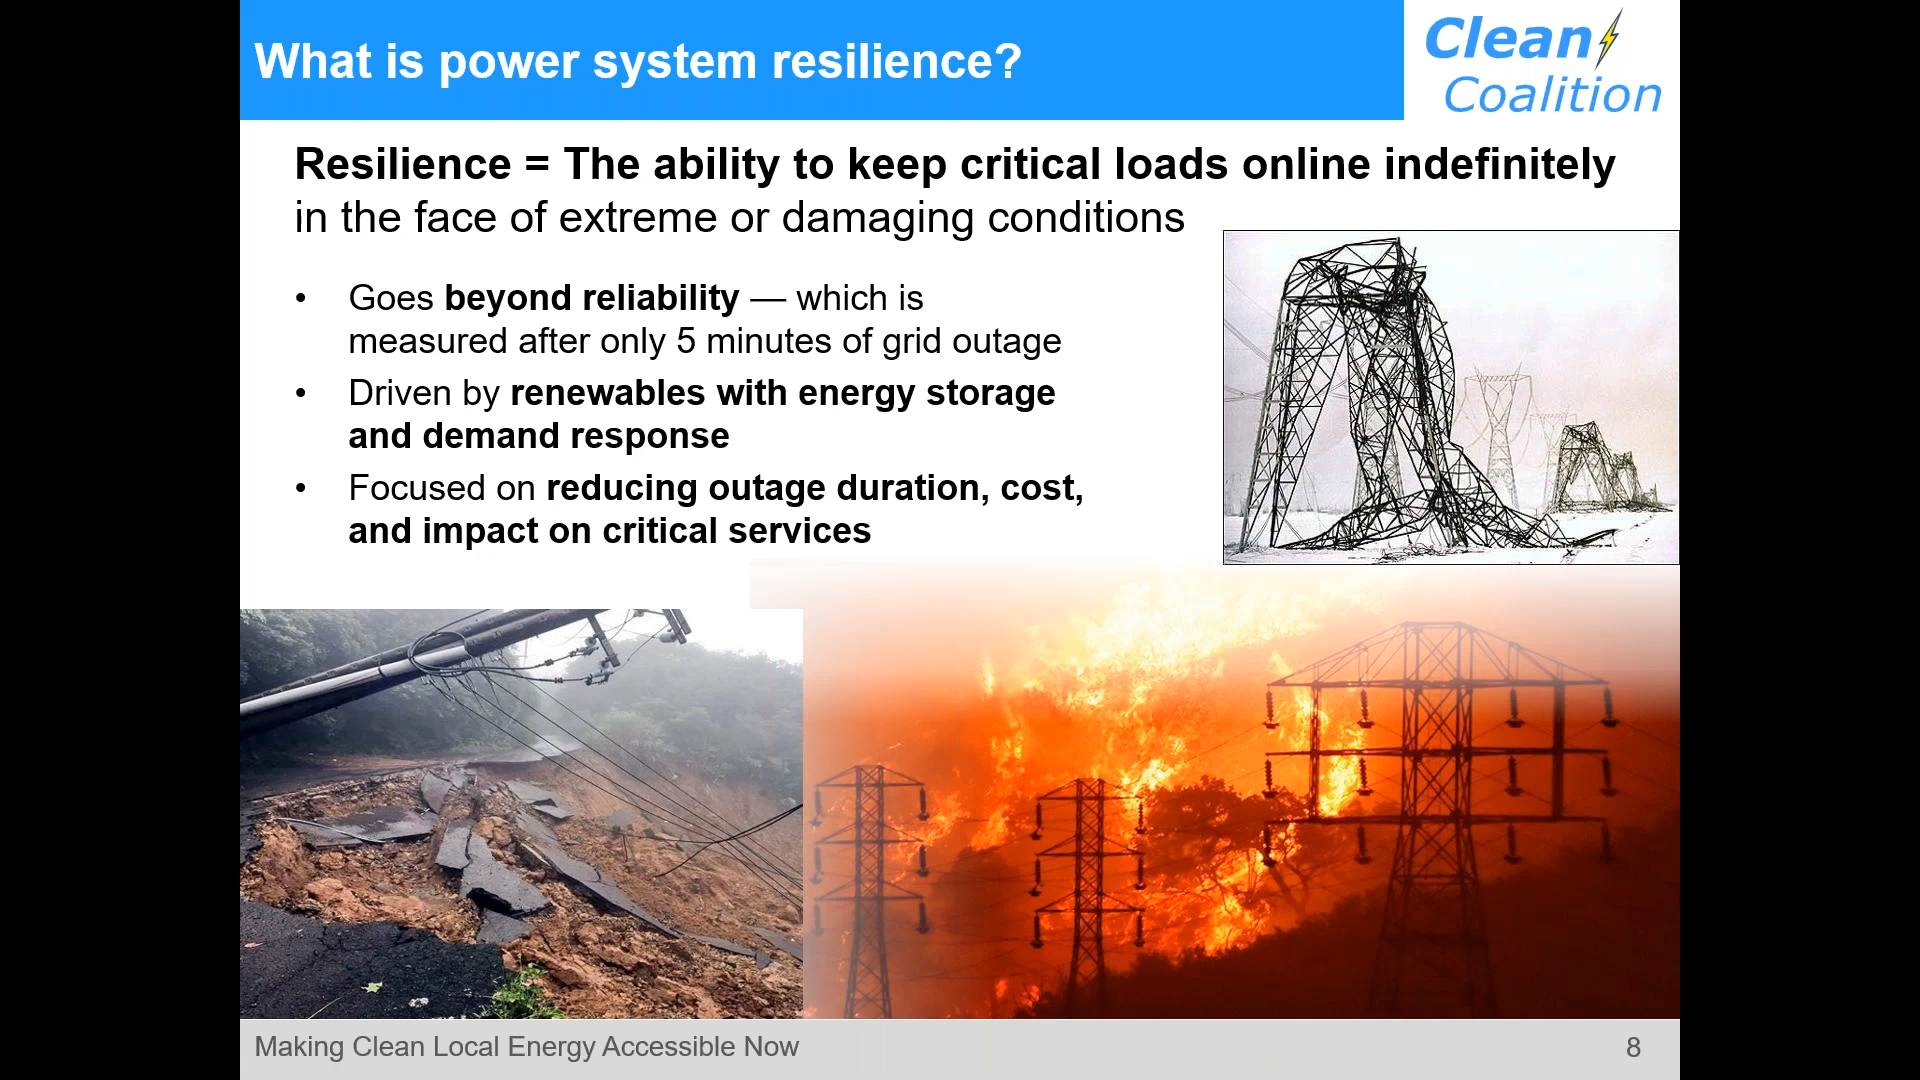 What is power system resilience?
Clean
Coalition
Resilience = The ability to keep critical loads online indefinitely
in the face of extreme or damaging conditions
• Goes beyond reliability — which is
measured after only 5 minutes of grid outage
• Driven by renewables with energy storage
and demand response
• Focused on reducing outage duration, cost,
and impact on critical services
Making Clean Local Energy Accessible Now
8